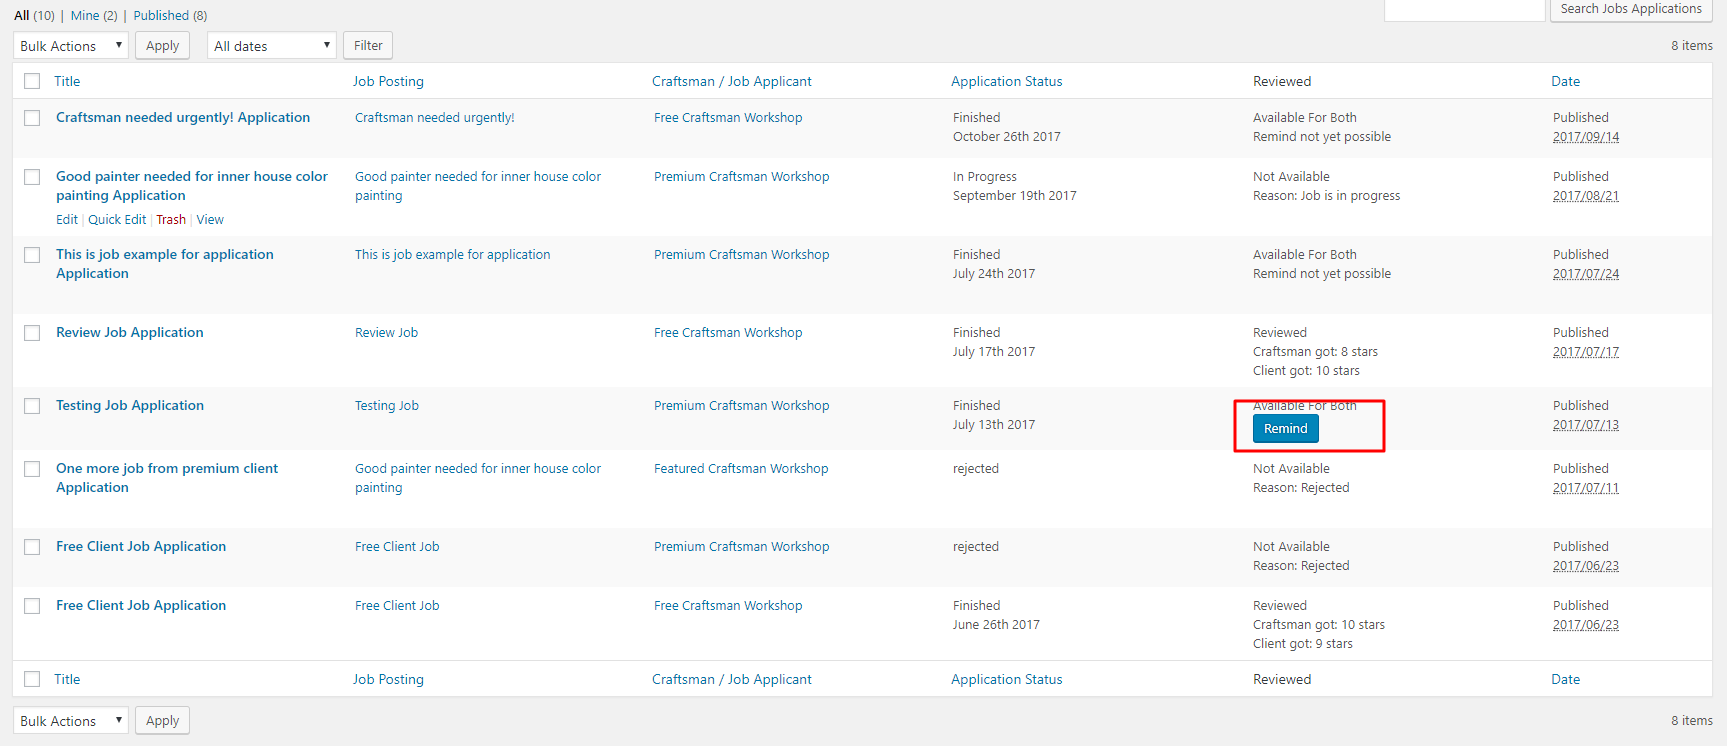 All (10) | Mine (2) | Published (8)
Search Jobs Applications
Bulk Actions Apply All dates Filter 8 items
Title Job Posting Craftsman / Job Applicant Application Status Reviewed Date
Craftsman needed urgently! Application Craftsman needed urgently! Free Craftsman Workshop Finished Available For Both Published
October 26th 2017 Remind not yet possible 2017/09/14
Good painter needed for inner house color Good painter needed for inner house color Premium Craftsman Workshop In Progress Not Available Published
painting Application painting September 19th 2017 Reason: Job is in progress 2017/08/21
Edit | Quick Edit | Trash | View
This is job example for application This is job example for application Premium Craftsman Workshop Finished Available For Both Published
Application July 24th 2017 Remind not yet possible 2017/07/24
Review Job Application Review Job Free Craftsman Workshop Finished Reviewed Published
July 17th 2017 Craftsman got: 8 stars 2017/07/17
Client got: 10 stars
Testing Job Application Testing Job Premium Craftsman Workshop Finished Available For Both Published
July 13th 2017 Remind 2017/07/13
One more job from premium client Good painter needed for inner house color Featured Craftsman Workshop rejected Not Available Published
Application painting Reason: Rejected 2017/07/11
Free Client Job Application Free Client Job Premium Craftsman Workshop rejected Not Available Published
Reason: Rejected 2017/06/23
Free Client Job Application Free Client Job Free Craftsman Workshop Finished Reviewed Published
June 26th 2017 Craftsman got: 10 stars 2017/06/23
Client got: 9 stars
Title Job Posting Craftsman / Job Applicant Application Status Reviewed Date
Bulk Actions Apply 8 items